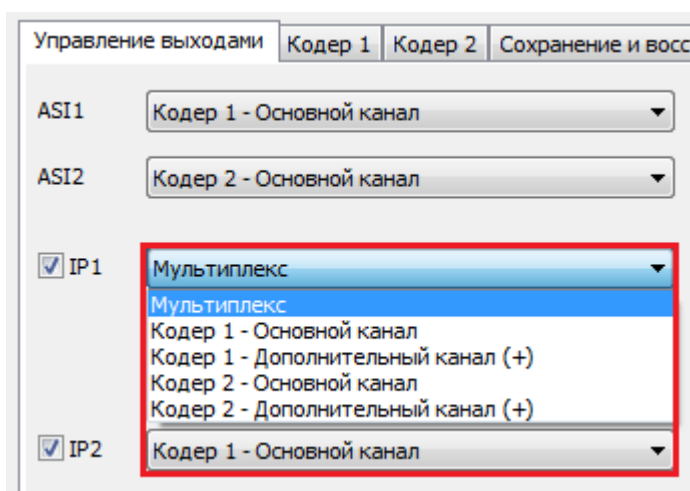 Управление выходами Кодер 1 Кодер 2 Сохранение и восс
ASI1 Кодер 1 - Основной канал
ASI2 Кодер 2 - Основной канал
IP1 Мультиплекс
Мультиплекс
Кодер 1 - Основной канал
Кодер 1 - Дополнительный канал (+)
Кодер 2 - Основной канал
Кодер 2 - Дополнительный канал (+)
IP2 Кодер 1 - Основной канал